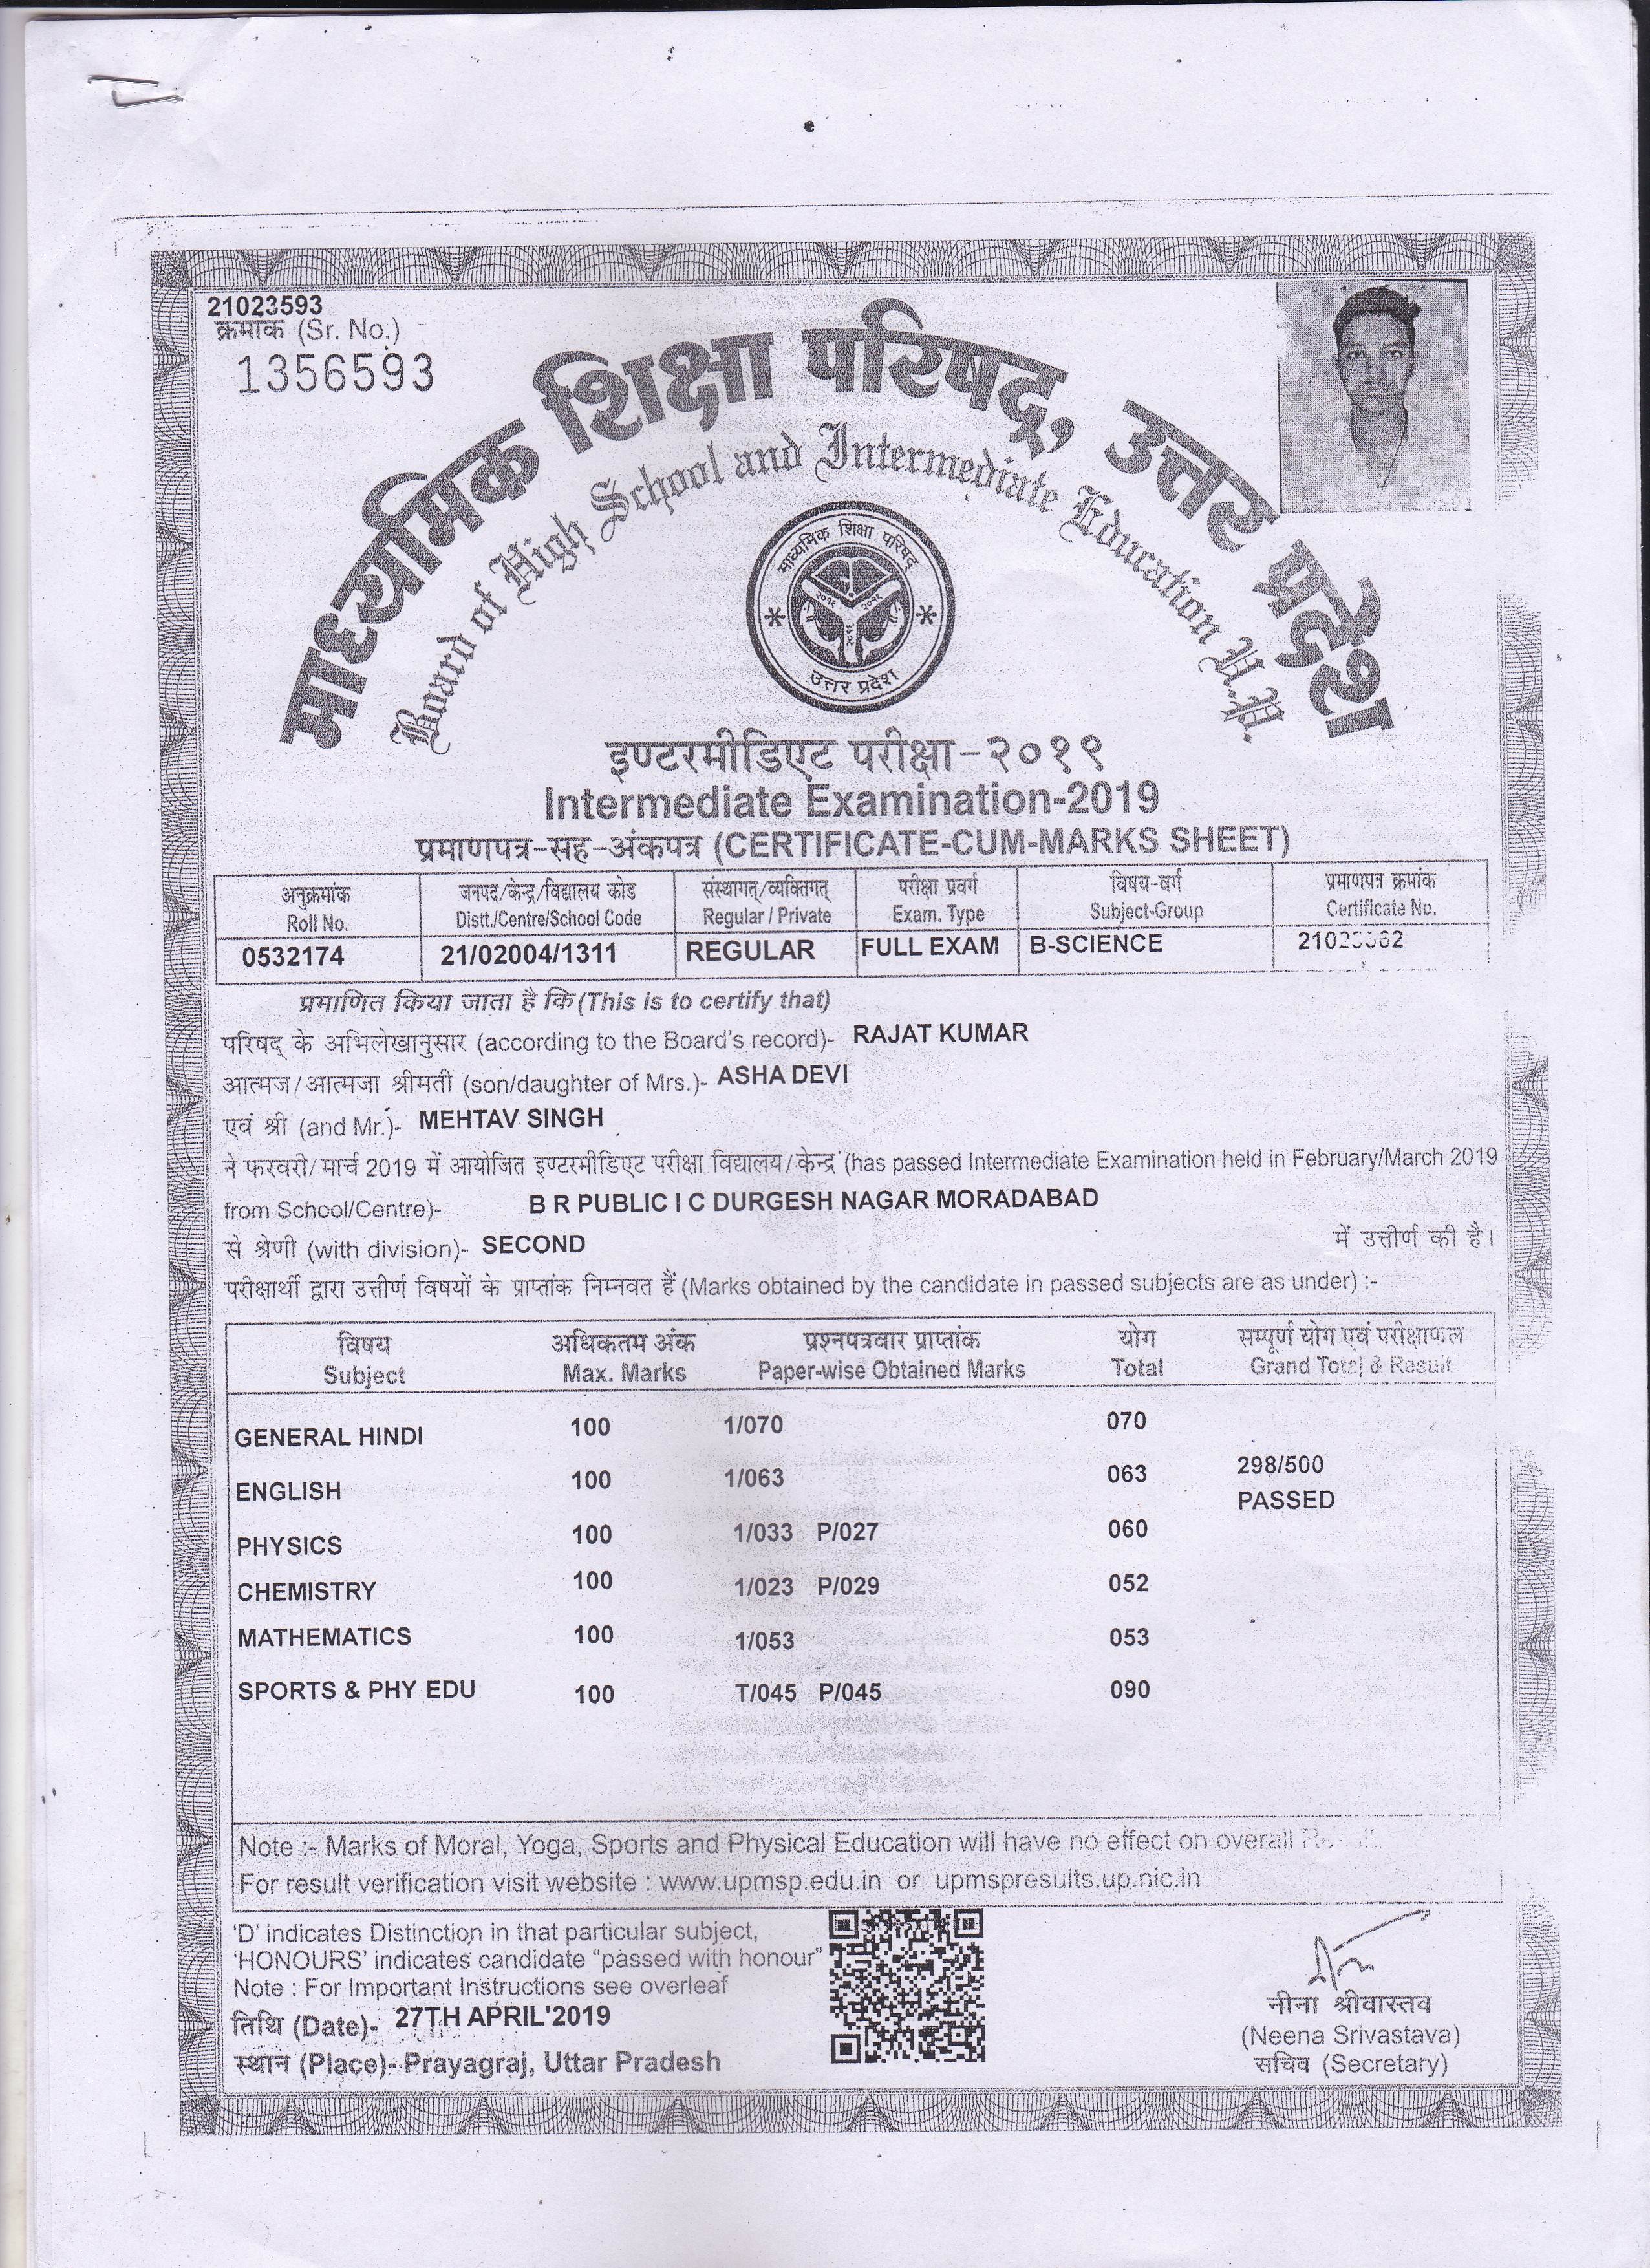 21023593
क्रमांक (Sr. No.)
1356593
माध्यमिक शिक्षा परिषद्, उत्तर प्रदेश
Board of High School and Intermediate Education U.P.
माध्यमिक शिक्षा परिषद
उत्तर प्रदेश
इण्टरमीडिएट परीक्षा-२०१९
Intermediate Examination-2019
प्रमाणपत्र-सह-अंकपत्र (CERTIFICATE-CUM-MARKS SHEET)
अनुक्रमांक जनपद/केन्द्र/विद्यालय कोड संस्थागत्/व्यक्तिगत् परीक्षा प्रवर्ग विषय-वर्ग प्रमाणपत्र क्रमांक
Roll No. Distt./Centre/School Code Regular / Private Exam. Type Subject-Group Certificate No.
0532174 21/02004/1311 REGULAR FULL EXAM B-SCIENCE
प्रमाणित किया जाता है कि (This is to certify that)
परिषद् के अभिलेखानुसार (according to the Board's record)- RAJAT KUMAR
आत्मज/आत्मजा श्रीमती (son/daughter of Mrs.)- ASHA DEVI
एवं श्री (and Mr.)- MEHTAV SINGH
ने फरवरी/मार्च 2019 में आयोजित इण्टरमीडिएट परीक्षा विद्यालय/केन्द्र (has passed Intermediate Examination held in February/March 2019
from School/Centre)- B R PUBLIC I C DURGESH NAGAR MORADABAD
से श्रेणी (with division)- SECOND में उत्तीर्ण की है।
परीक्षार्थी द्वारा उत्तीर्ण विषयों के प्राप्तांक निम्नवत हैं (Marks obtained by the candidate in passed subjects are as under) :-
विषय अधिकतम अंक प्रश्नपत्रवार प्राप्तांक योग सम्पूर्ण योग एवं परीक्षाफल
Subject Max. Marks Paper-wise Obtained Marks Total Grand Total & Result
GENERAL HINDI 100 1/070 070
ENGLISH 100 1/063 063 298/500
PASSED
PHYSICS 100 1/033 P/027 060
CHEMISTRY 100 1/023 P/029 052
MATHEMATICS 100 1/053 053
SPORTS & PHY EDU 100 T/045 P/045 090
Note :- Marks of Moral, Yoga, Sports and Physical Education will have no effect on overall
For result verification visit website : www.upmsp.edu.in or upmspresults.up.nic.in
'D' indicates Distinction in that particular subject,
'HONOURS' indicates candidate "passed with honour"
Note : For Important Instructions see overleaf
तिथि (Date)- 27TH APRIL'2019
स्थान (Place)- Prayagraj, Uttar Pradesh
नीना श्रीवास्तव
(Neena Srivastava)
सचिव (Secretary)